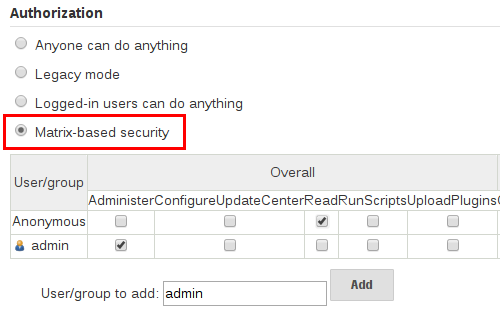 Authorization
Anyone can do anything
Legacy mode
Logged-in users can do anything
Matrix-based security
User/group Overall
Administer ConfigureUpdateCenter Read RunScripts UploadPlugins
Anonymous
admin
User/group to add: admin Add